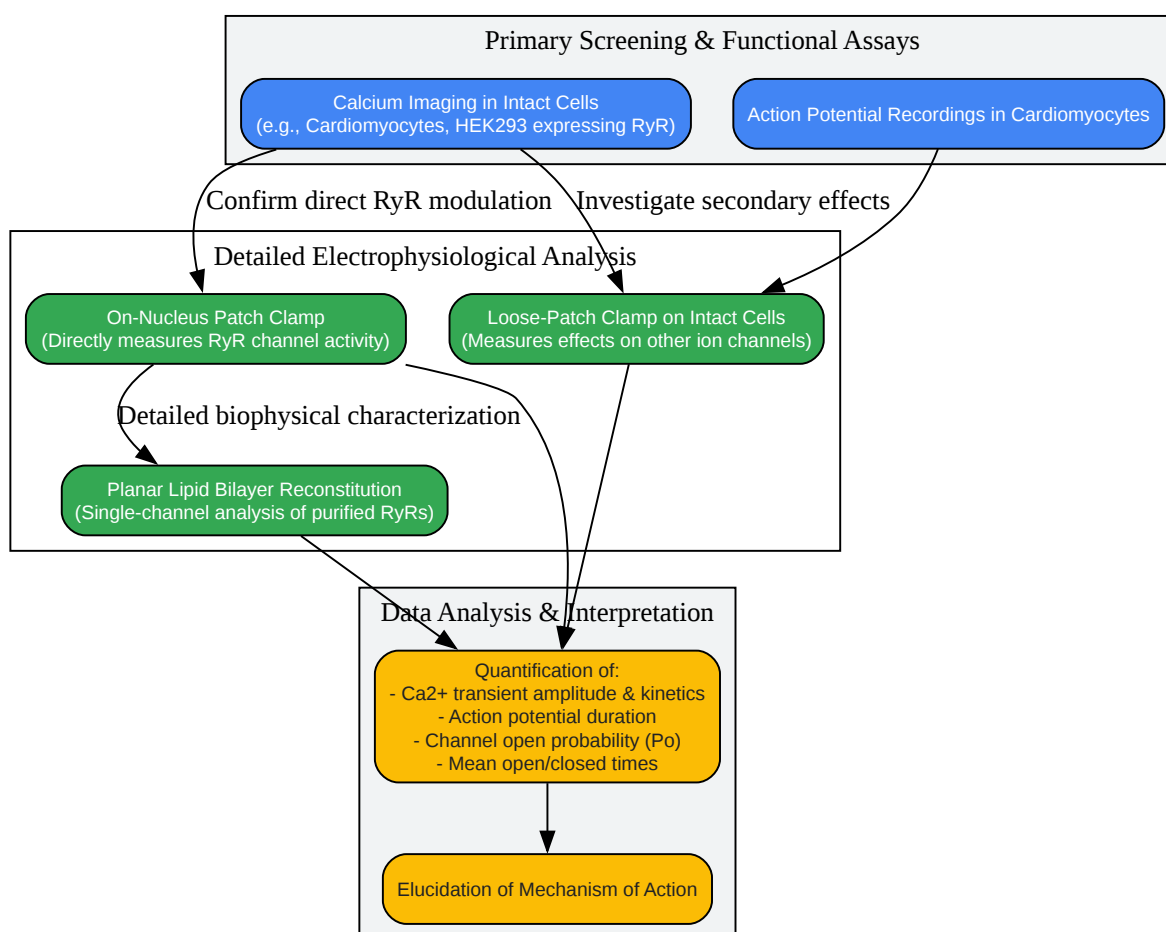 Primary Screening & Functional Assays
Calcium Imaging in Intact Cells
(e.g., Cardiomyocytes, HEK293 expressing RyR)
Action Potential Recordings in Cardiomyocytes
Confirm direct RyR modulation
Investigate secondary effects
Detailed Electrophysiological Analysis
On-Nucleus Patch Clamp
(Directly measures RyR channel activity)
Loose-Patch Clamp on Intact Cells
(Measures effects on other ion channels)
Detailed biophysical characterization
Planar Lipid Bilayer Reconstitution
(Single-channel analysis of purified RyRs)
Data Analysis & Interpretation
Quantification of:
- Ca2+ transient amplitude & kinetics
- Action potential duration
- Channel open probability (Po)
- Mean open/closed times
Elucidation of Mechanism of Action